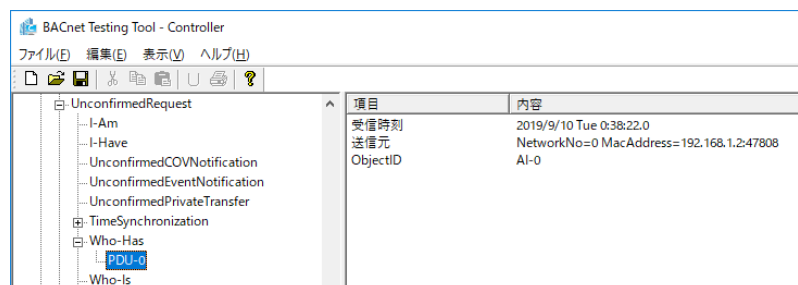 BACnet Testing Tool - Controller
ファイル(F) 編集(E) 表示(V) ヘルプ(H)
UnconfirmedRequest
I-Am
I-Have
UnconfirmedCOVNotification
UnconfirmedEventNotification
UnconfirmedPrivateTransfer
TimeSynchronization
Who-Has
PDU-0
Who-Is
項目 内容
受信時刻 2019/9/10 Tue 0:38:22.0
送信元 NetworkNo=0 MacAddress=192.168.1.2:47808
ObjectID AI-0